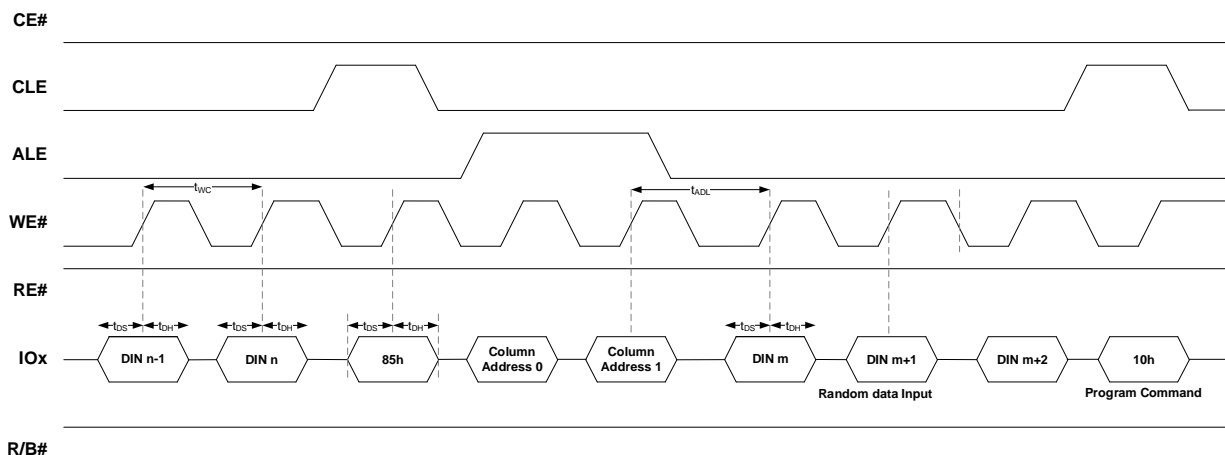 CE#
CLE
ALE
tWC
tADL
WE#
RE#
tDS tDH tDS tDH tDS tDH tDS tDH
IOx
DIN n-1
DIN n
85h
Column
Address 0
Column
Address 1
DIN m
DIN m+1
DIN m+2
10h
Random data Input
Program Command
R/B#